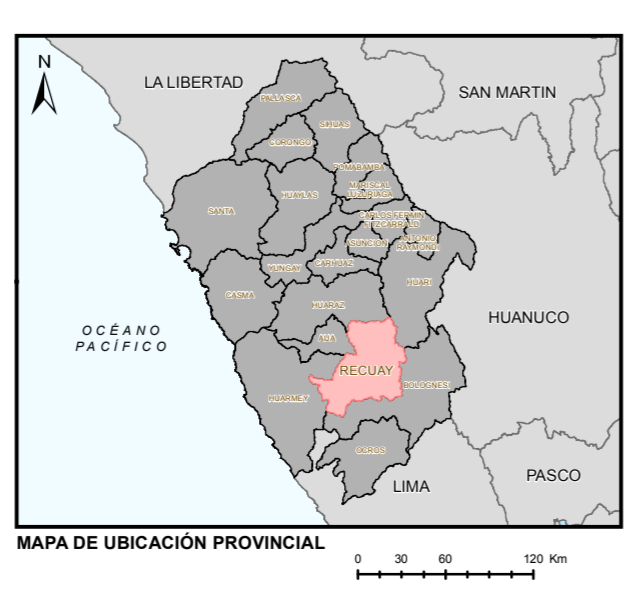 N
LA LIBERTAD
SAN MARTIN
PALLASCA
SIHUAS
CORONGO
POMABAMBA
MARISCAL
LUZURIAGA
HUAYLAS
SANTA
CARLOS FERMIN
FITZCARRALD
ANTONIO
RAYMONDI
ASUNCION
CARHUAZ
YUNGAY
HUARI
CASMA
HUARAZ
HUANUCO
OCÉANO
PACÍFICO
AIJA
RECUAY
BOLOGNESI
HUARMEY
OCROS
PASCO
LIMA
MAPA DE UBICACIÓN PROVINCIAL
0 30 60 120 Km